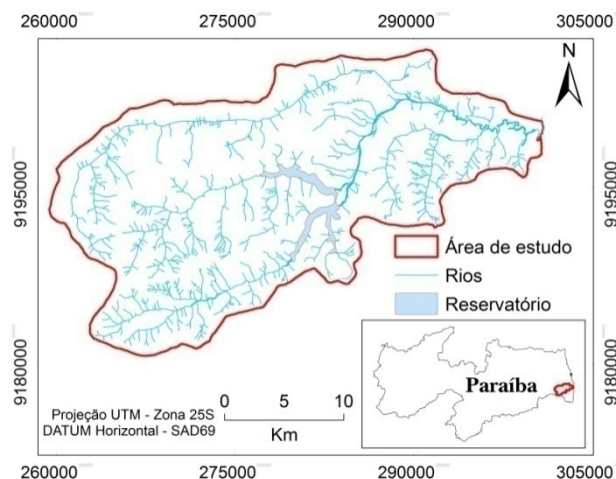 260000 275000 290000 305000
N
9195000
9195000
Área de estudo
Rios
Reservatório
9180000
9180000
Paraíba
0 5 10
Km
Projeção UTM - Zona 25S
DATUM Horizontal - SAD69
260000 275000 290000 305000